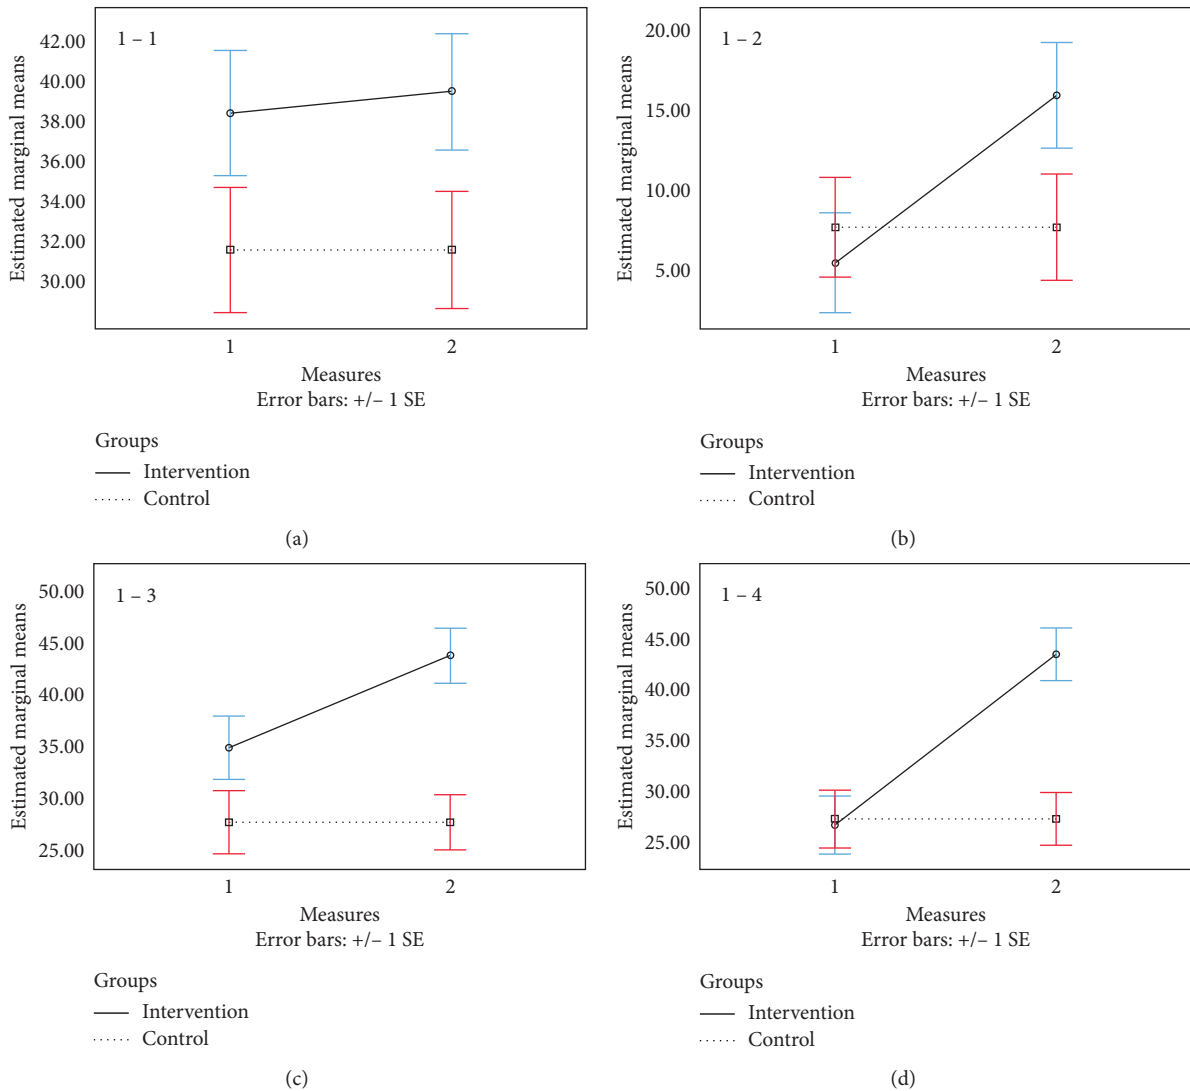 1 – 1
Estimated marginal means
42.00
40.00
38.00
36.00
34.00
32.00
30.00
1 2
Measures
Error bars: +/– 1 SE
Groups
Intervention
Control
(a)
1 – 2
Estimated marginal means
20.00
15.00
10.00
5.00
1 2
Measures
Error bars: +/– 1 SE
Groups
Intervention
Control
(b)
1 – 3
Estimated marginal means
50.00
45.00
40.00
35.00
30.00
25.00
1 2
Measures
Error bars: +/– 1 SE
Groups
Intervention
Control
(c)
1 – 4
Estimated marginal means
50.00
45.00
40.00
35.00
30.00
25.00
1 2
Measures
Error bars: +/– 1 SE
Groups
Intervention
Control
(d)